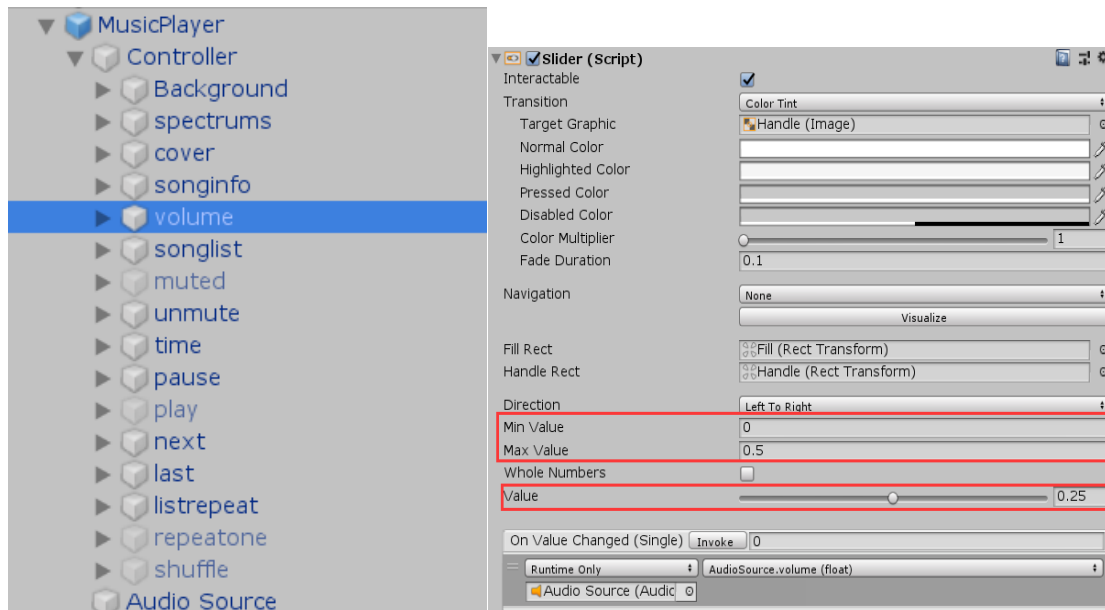 MusicPlayer
Controller
Background
spectrums
cover
songinfo
volume
songlist
muted
unmute
time
pause
play
next
last
listrepeat
repeatone
shuffle
Audio Source
Slider (Script)
Interactable
Transition Color Tint
Target Graphic Handle (Image)
Normal Color
Highlighted Color
Pressed Color
Disabled Color
Color Multiplier 1
Fade Duration 0.1
Navigation None
Visualize
Fill Rect Fill (Rect Transform)
Handle Rect Handle (Rect Transform)
Direction Left To Right
Min Value 0
Max Value 0.5
Whole Numbers
Value 0.25
On Value Changed (Single) Invoke 0
Runtime Only AudioSource.volume (float)
Audio Source (Audic